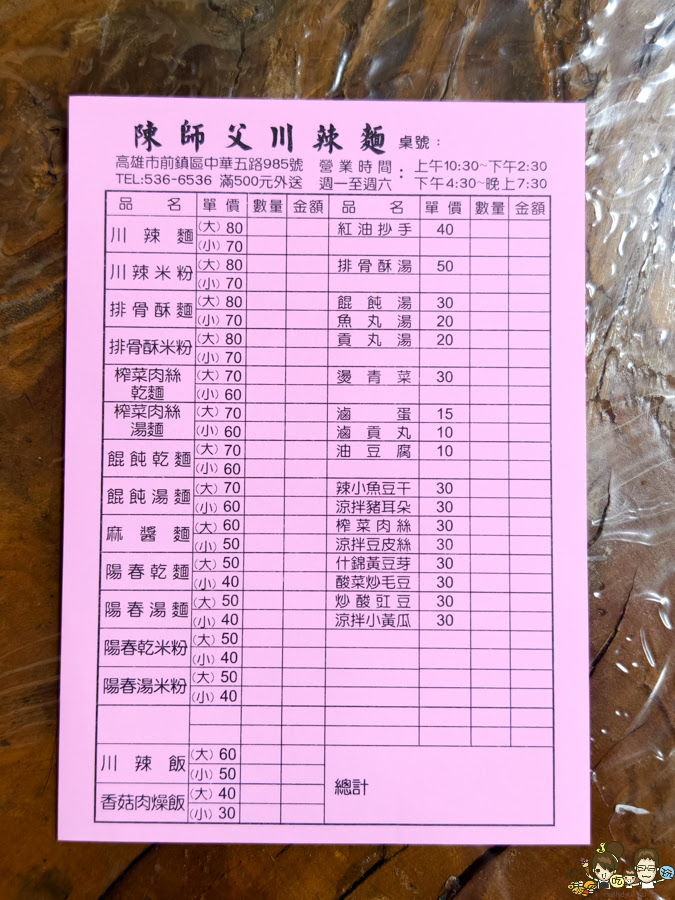 陳師父川辣麵 桌號：
高雄市前鎮區中華五路985號 營業時間：上午10:30~下午2:30
TEL:536-6536 滿500元外送 週一至週六 下午4:30~晚上7:30
品名 單價 數量 金額 品名 單價 數量 金額
川辣麵 (大) 80 紅油抄手 40
(小) 70
川辣米粉 (大) 80 排骨酥湯 50
(小) 70
排骨酥麵 (大) 80 餛飩湯 30
(小) 70 魚丸湯 20
排骨酥米粉 (大) 80 貢丸湯 20
(小) 70
榨菜肉絲乾麵 (大) 70 燙青菜 30
(小) 60
榨菜肉絲湯麵 (大) 70 滷蛋 15
(小) 60 滷貢丸 10
餛飩乾麵 (大) 70 油豆腐 10
(小) 60
餛飩湯麵 (大) 70 辣小魚豆干 30
(小) 60 涼拌豬耳朵 30
麻醬麵 (大) 60 榨菜肉絲 30
(小) 50 涼拌豆皮絲 30
陽春乾麵 (大) 50 什錦黃豆芽 30
(小) 40 酸菜炒毛豆 30
陽春湯麵 (大) 50 炒酸豇豆 30
(小) 40 涼拌小黃瓜 30
陽春乾米粉 (大) 50
(小) 40
陽春湯米粉 (大) 50
(小) 40
川辣飯 (大) 60
(小) 50
總計
香菇肉燥飯 (大) 40
(小) 30